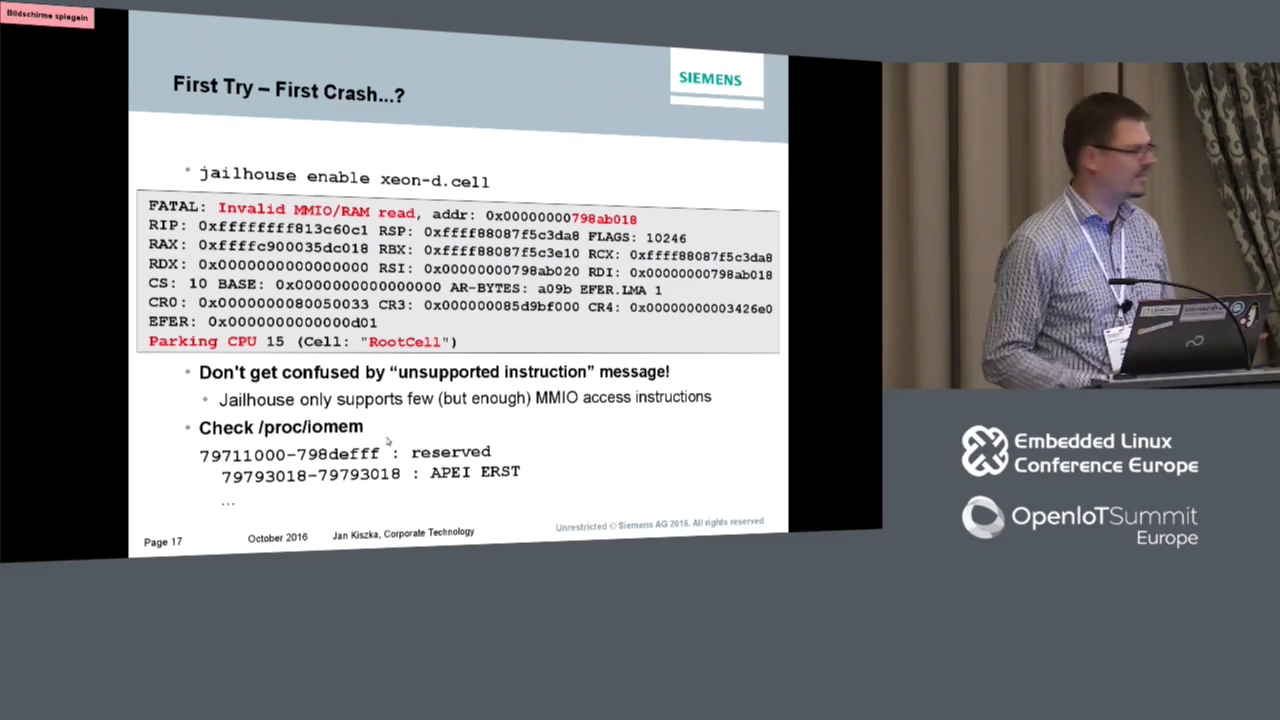 Bildschirme spiegeln
First Try – First Crash...?
SIEMENS
• jailhouse enable xeon-d.cell
FATAL: Invalid MMIO/RAM read, addr: 0x00000000798ab018
RIP: 0xffffffff813c60c1 RSP: 0xffff88087f5c3da8 FLAGS: 10246
RAX: 0xffffc900035dc018 RBX: 0xffff88087f5c3e10 RCX: 0xffff88087f5c3da8
RDX: 0x0000000000000000 RSI: 0x00000000798ab020 RDI: 0x00000000798ab018
CS: 10 BASE: 0x0000000000000000 AR-BYTES: a09b EFER.LMA 1
CR0: 0x0000000080050033 CR3: 0x000000085d9bf000 CR4: 0x00000000003426e0
EFER: 0x0000000000000d01
Parking CPU 15 (Cell: "RootCell")
• Don't get confused by “unsupported instruction” message!
• Jailhouse only supports few (but enough) MMIO access instructions
• Check /proc/iomem
79711000-798defff : reserved
79793018-79793018 : APEI ERST
...
Page 17
October 2016
Jan Kiszka, Corporate Technology
Unrestricted © Siemens AG 2016. All rights reserved
Embedded Linux
Conference Europe
OpenIoTSummit
Europe